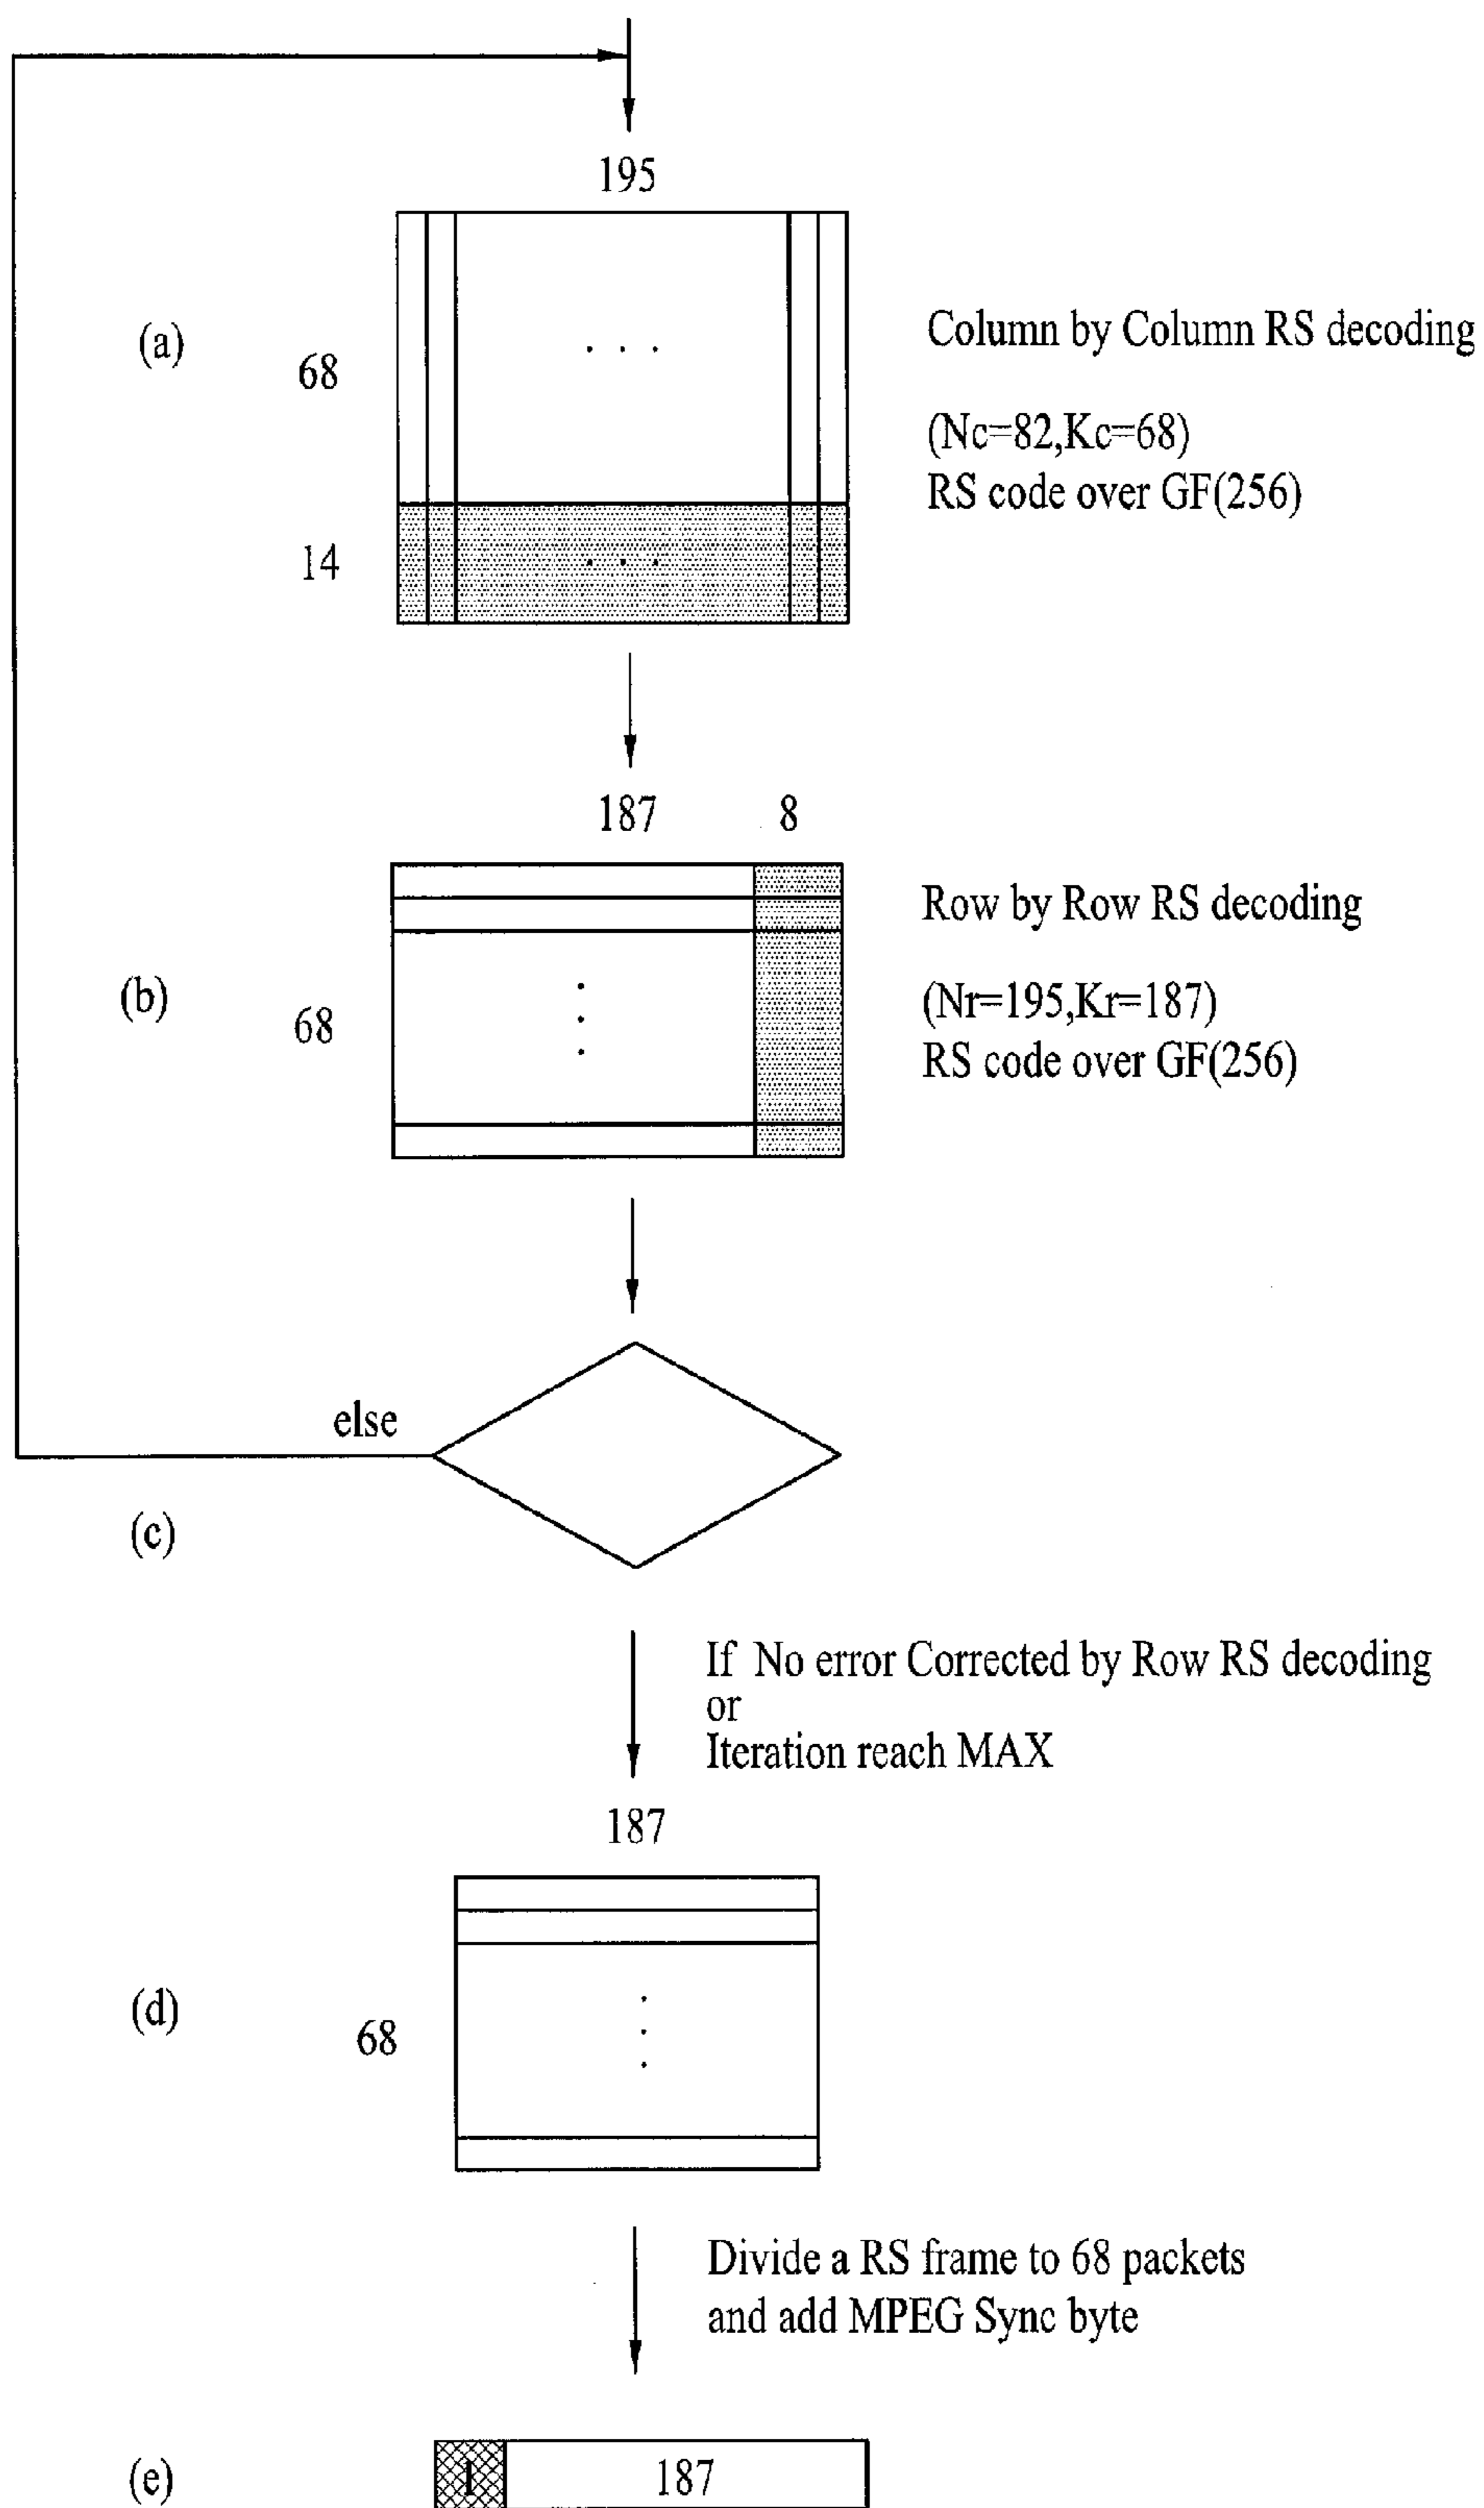 195
(a)
68
14
Column by Column RS decoding
(Nc=82,Kc=68)
RS code over GF(256)
187 8
(b)
68
Row by Row RS decoding
(Nr=195,Kr=187)
RS code over GF(256)
else
(c)
If No error Corrected by Row RS decoding
or
Iteration reach MAX
187
(d)
68
Divide a RS frame to 68 packets
and add MPEG Sync byte
(e)
1 187